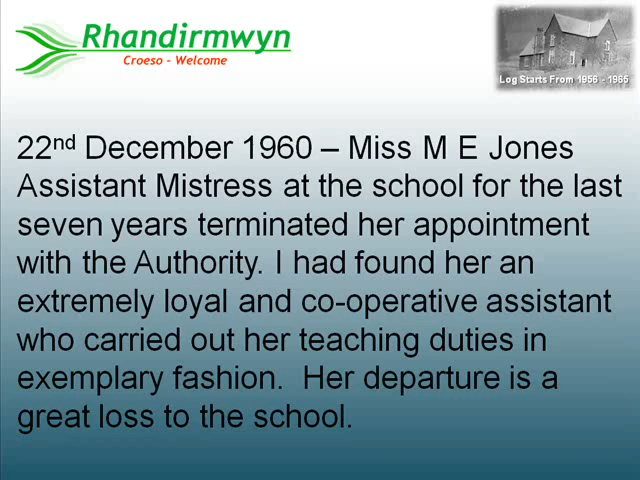 Rhandirmwyn
Croeso - Welcome
Log Starts From 1956 - 1965
22nd December 1960 – Miss M E Jones
Assistant Mistress at the school for the last
seven years terminated her appointment
with the Authority. I had found her an
extremely loyal and co-operative assistant
who carried out her teaching duties in
exemplary fashion.  Her departure is a
great loss to the school.